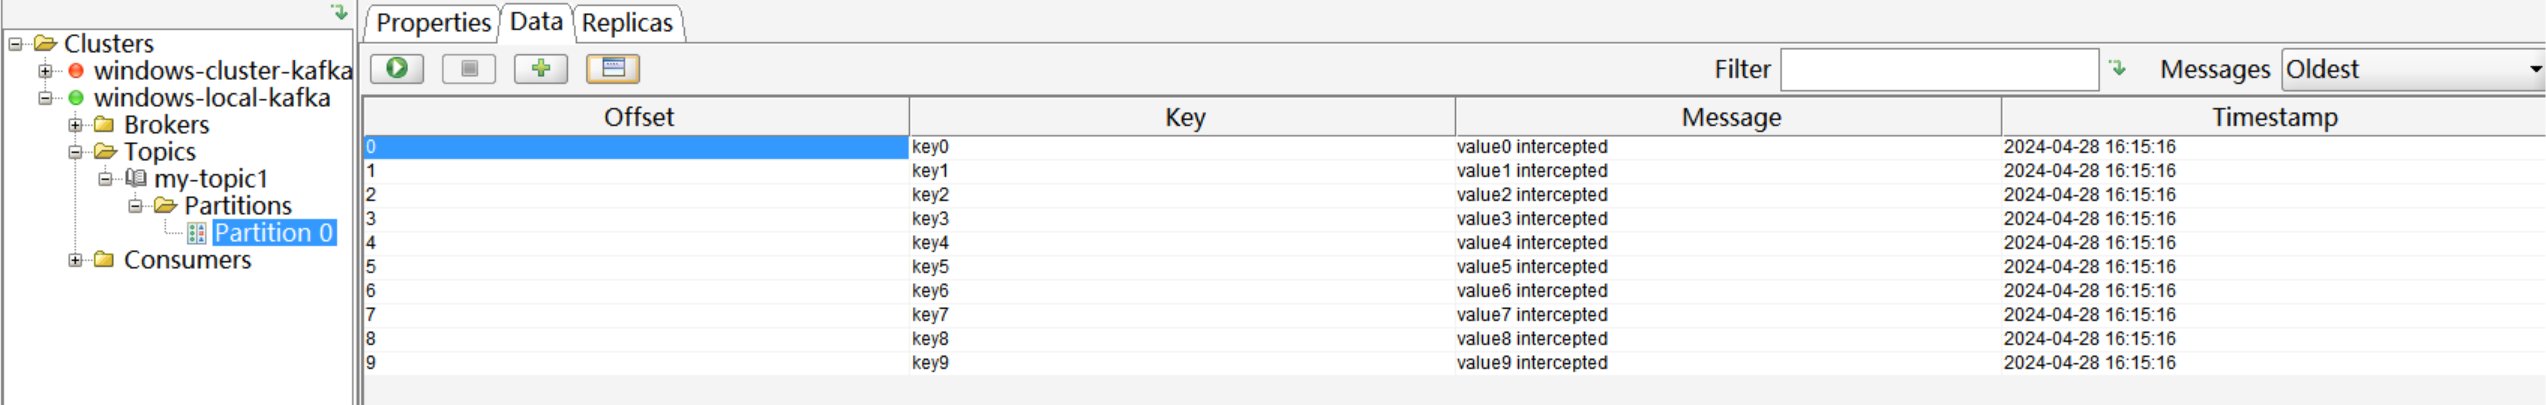 Clusters
windows-cluster-kafka
windows-local-kafka
Brokers
Topics
my-topic1
Partitions
Partition 0
Consumers
Properties Data Replicas
Filter Messages Oldest
Offset Key Message Timestamp
0 key0 value0 intercepted 2024-04-28 16:15:16
1 key1 value1 intercepted 2024-04-28 16:15:16
2 key2 value2 intercepted 2024-04-28 16:15:16
3 key3 value3 intercepted 2024-04-28 16:15:16
4 key4 value4 intercepted 2024-04-28 16:15:16
5 key5 value5 intercepted 2024-04-28 16:15:16
6 key6 value6 intercepted 2024-04-28 16:15:16
7 key7 value7 intercepted 2024-04-28 16:15:16
8 key8 value8 intercepted 2024-04-28 16:15:16
9 key9 value9 intercepted 2024-04-28 16:15:16